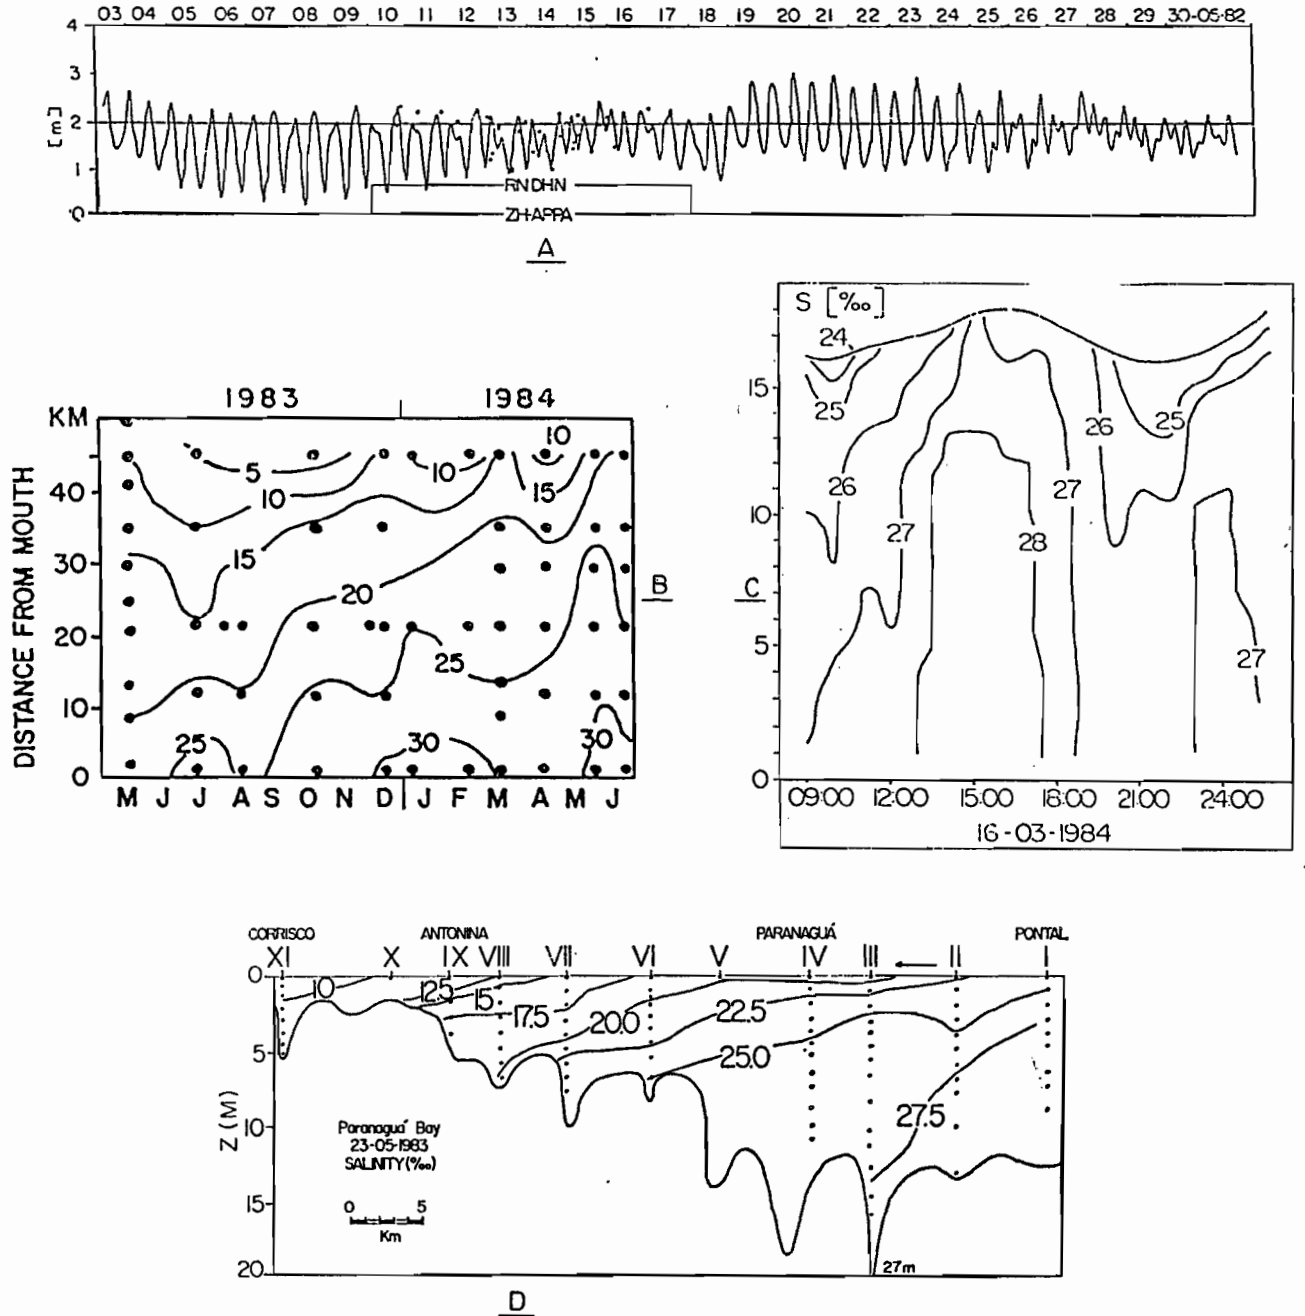 03 04 05 06 07 08 09 10 11 12 13 14 15 16 17 18 19 20 21 22 23 24 25 26 27 28 29 30-05-82
4
3
[m]
2
1
0
RNDHN
ZH-APPA
A
1983 1984
KM
DISTANCE FROM MOUTH
40
30
20
10
0
5
10
10
10
15
15
20
25
25
30
30
M J J A S O N D J F M A M J
B
S [‰]
15
10
5
0
24
25
26
27
28
27
26
25
27
09:00 12:00 15:00 18:00 21:00 24:00
16-03-1984
C
CORRISCO ANTONINA PARANAGUÁ PONTAL
XI X IX VIII VII VI V IV III II I
Z (M)
0
5
10
15
20
10
12.5
15
17.5
20.0
22.5
25.0
27.5
Paranaguá Bay
23-05-1983
SALINITY (‰)
0 5
Km
27m
D